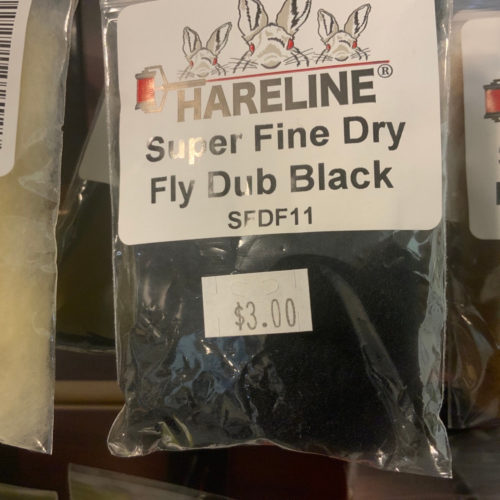 HARELINE®
Super Fine Dry
Fly Dub Black
SFDF11
$3.00